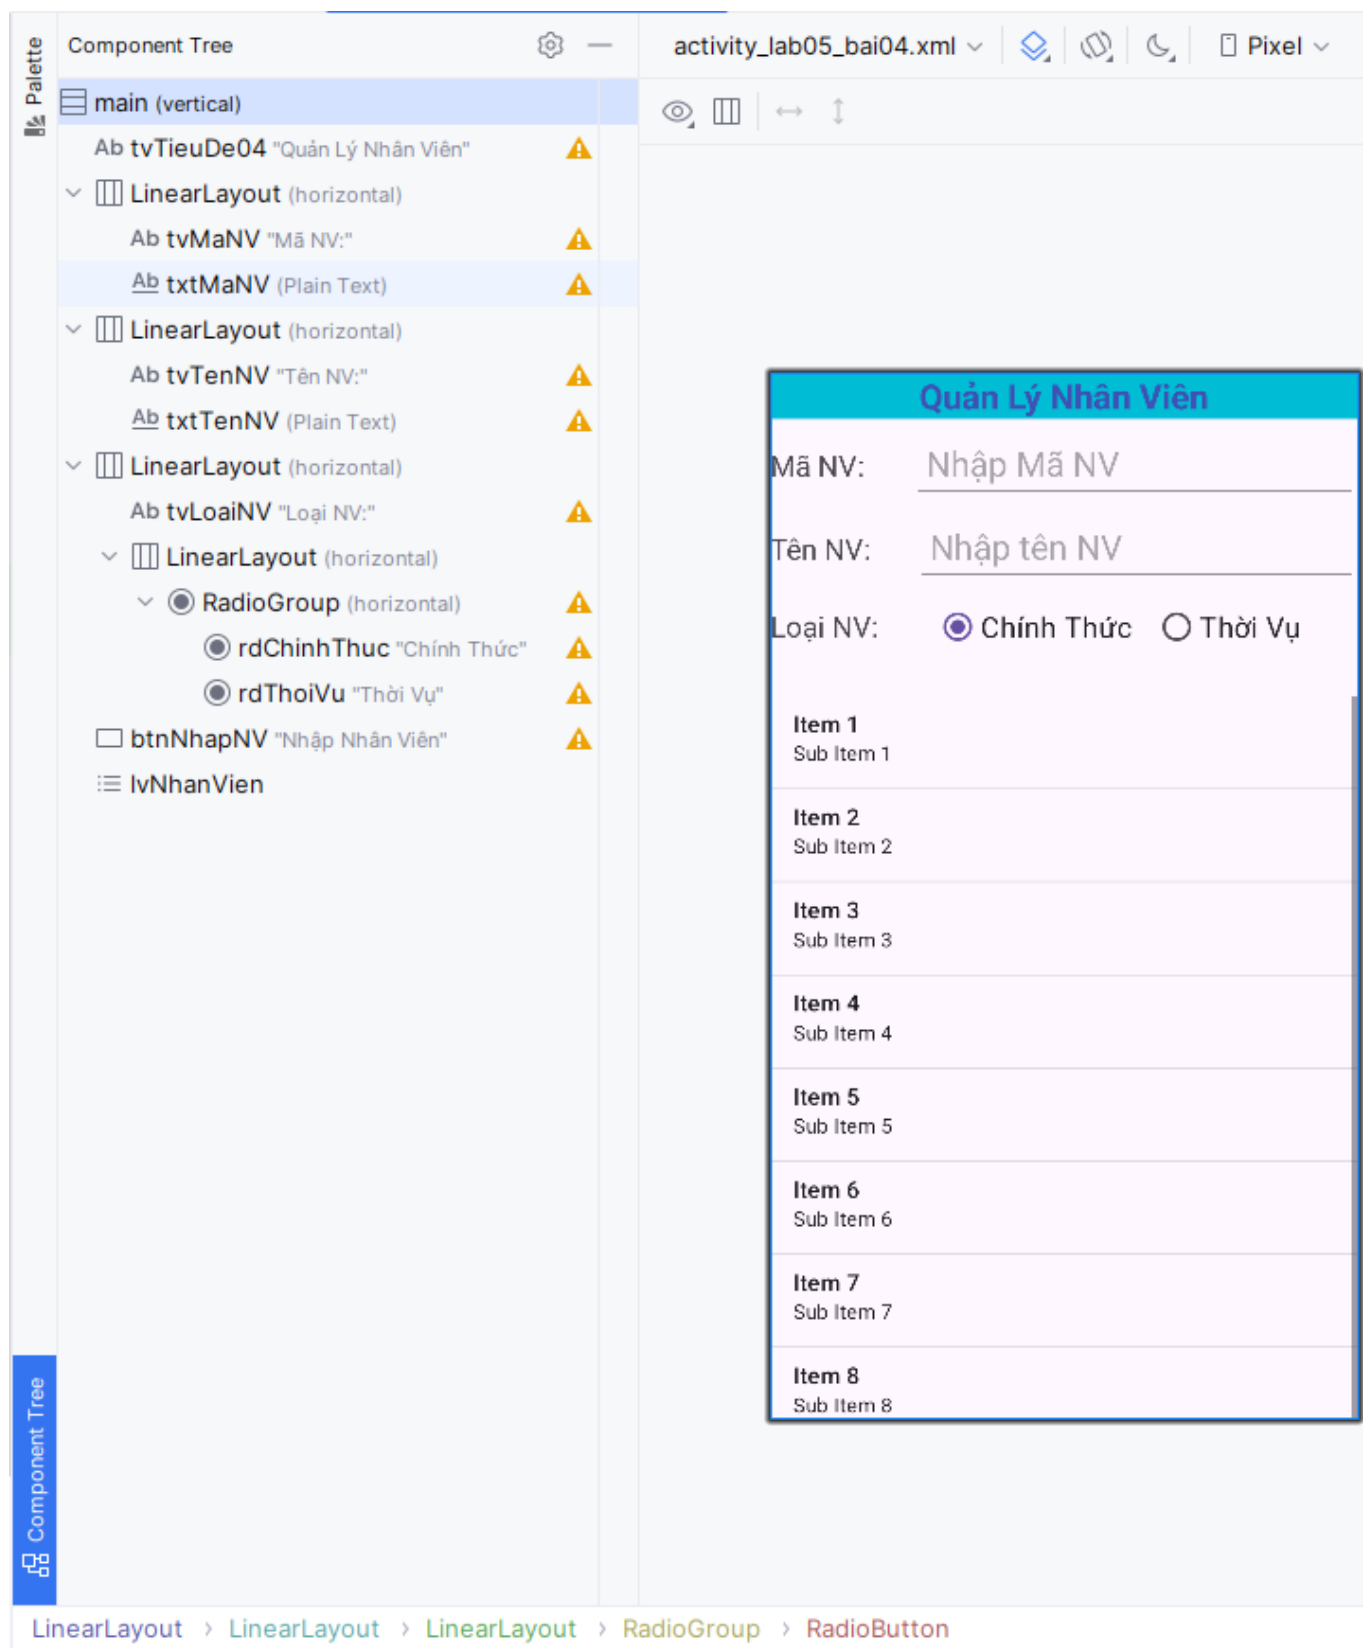 Palette
Component Tree
main (vertical)
Ab tvTieuDe04 "Quản Lý Nhân Viên"
LinearLayout (horizontal)
Ab tvMaNV "Mã NV:"
Ab txtMaNV (Plain Text)
LinearLayout (horizontal)
Ab tvTenNV "Tên NV:"
Ab txtTenNV (Plain Text)
LinearLayout (horizontal)
Ab tvLoaiNV "Loại NV:"
LinearLayout (horizontal)
RadioGroup (horizontal)
rdChinhThuc "Chính Thức"
rdThoiVu "Thời Vụ"
btnNhapNV "Nhập Nhân Viên"
lvNhanVien
Component Tree
activity_lab05_bai04.xml
Pixel
Quản Lý Nhân Viên
Mã NV: Nhập Mã NV
Tên NV: Nhập tên NV
Loại NV: Chính Thức Thời Vụ
Item 1
Sub Item 1
Item 2
Sub Item 2
Item 3
Sub Item 3
Item 4
Sub Item 4
Item 5
Sub Item 5
Item 6
Sub Item 6
Item 7
Sub Item 7
Item 8
Sub Item 8
LinearLayout > LinearLayout > LinearLayout > RadioGroup > RadioButton